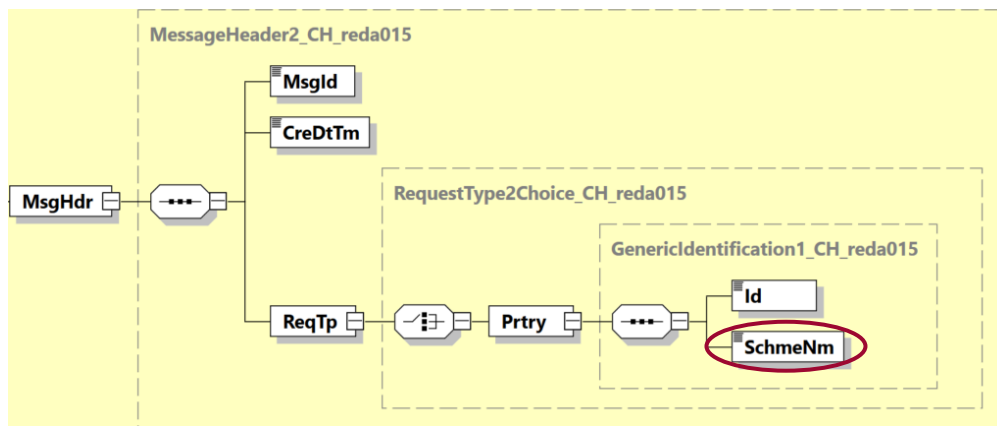 MessageHeader2_CH_reda015
MsgId
CreDtTm
RequestType2Choice_CH_reda015
MsgHdr
GenericIdentification1_CH_reda015
Id
ReqTp
Prtry
SchmeNm